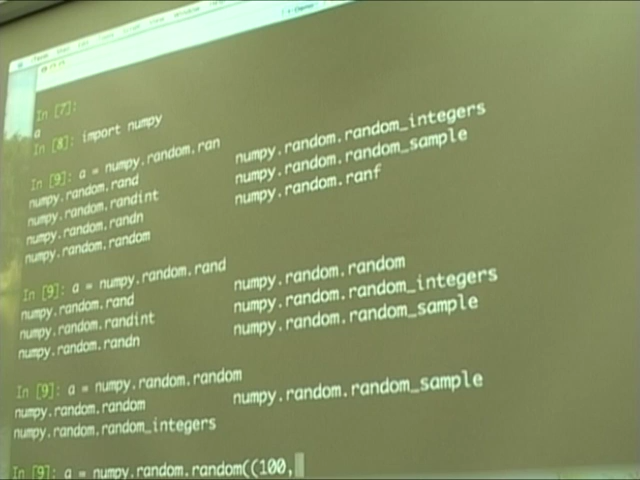 In [7]:
a
In [8]: import numpy
In [9]: a = numpy.random.ran
numpy.random.rand numpy.random.random_integers
numpy.random.randint numpy.random.random_sample
numpy.random.randn numpy.random.ranf
numpy.random.random
In [9]: a = numpy.random.rand
numpy.random.rand numpy.random.random
numpy.random.randint numpy.random.random_integers
numpy.random.randn numpy.random.random_sample
In [9]: a = numpy.random.random
numpy.random.random numpy.random.random_sample
numpy.random.random_integers
In [9]: a = numpy.random.random((100,